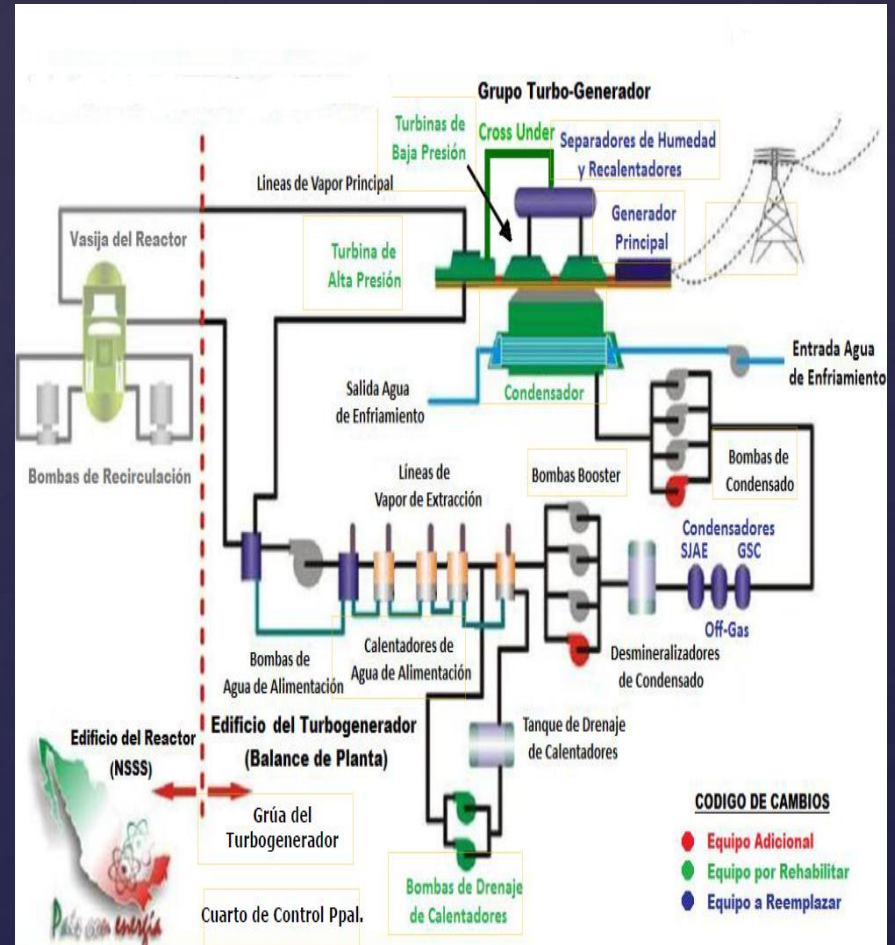 Grupo Turbo-Generador
Turbinas de
Baja Presión
Cross Under
Separadores de Humedad
y Recalentadores
Lineas de Vapor Principal
Generador
Principal
Vasija del Reactor
Turbina de
Alta Presión
Entrada Agua
de Enfriamiento
Salida Agua
de Enfriamiento
Condensador
Bombas de Recirculación
Líneas de
Vapor de Extracción
Bombas Booster
Bombas de
Condensado
Condensadores
SJAE GSC
Off-Gas
Bombas de
Agua de Alimentación
Calentadores de
Agua de Alimentación
Desmineralizadores
de Condensado
Edificio del Reactor
(NSSS)
Edificio del Turbogenerador
(Balance de Planta)
Tanque de Drenaje
de Calentadores
Grúa del
Turbogenerador
Cuarto de Control Ppal.
Bombas de Drenaje
de Calentadores
CODIGO DE CAMBIOS
Equipo Adicional
Equipo por Rehabilitar
Equipo a Reemplazar
País con energía